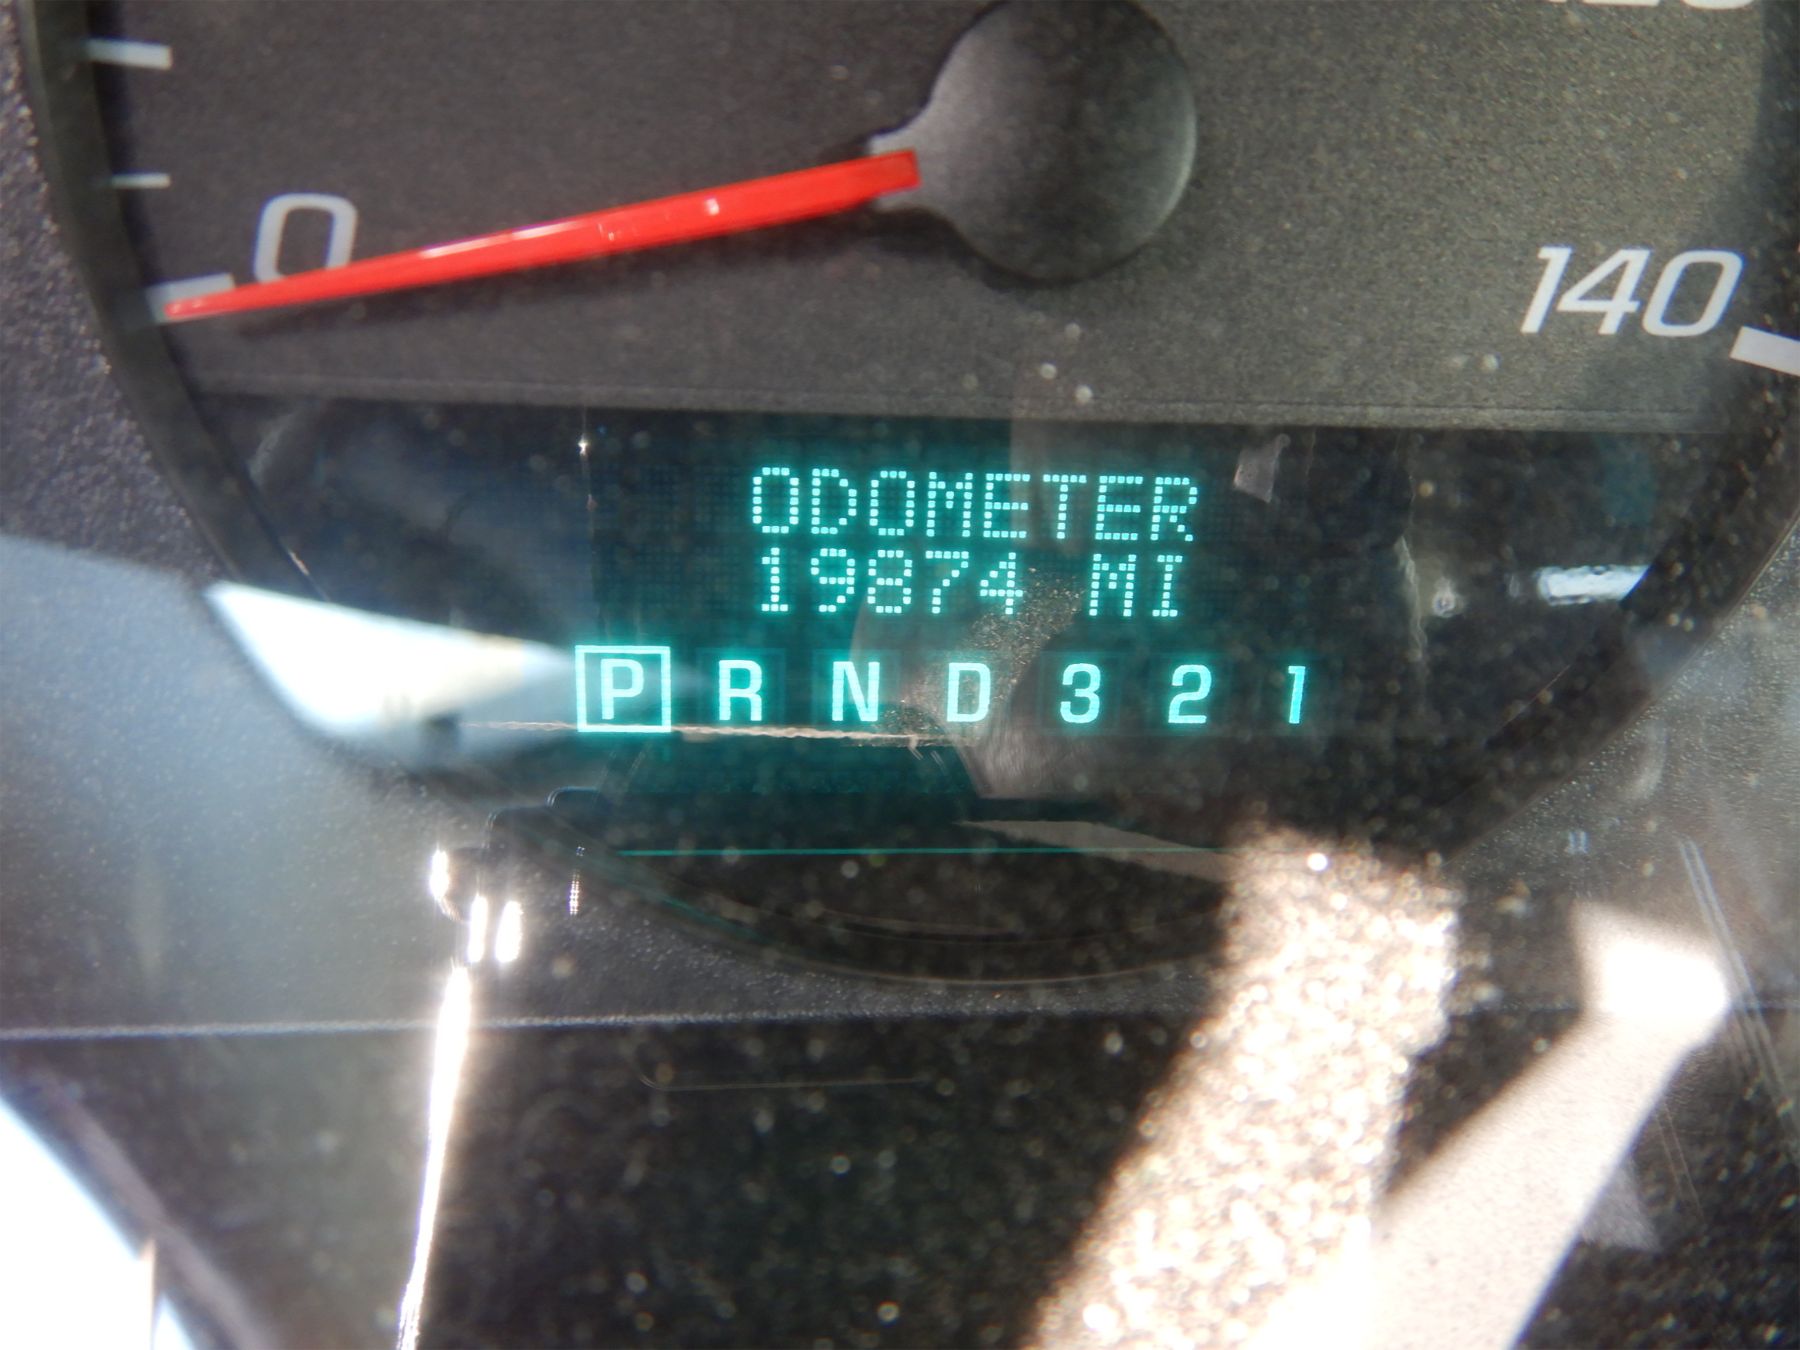 0
140
ODOMETER
19874 MI
P R N D 3 2 1